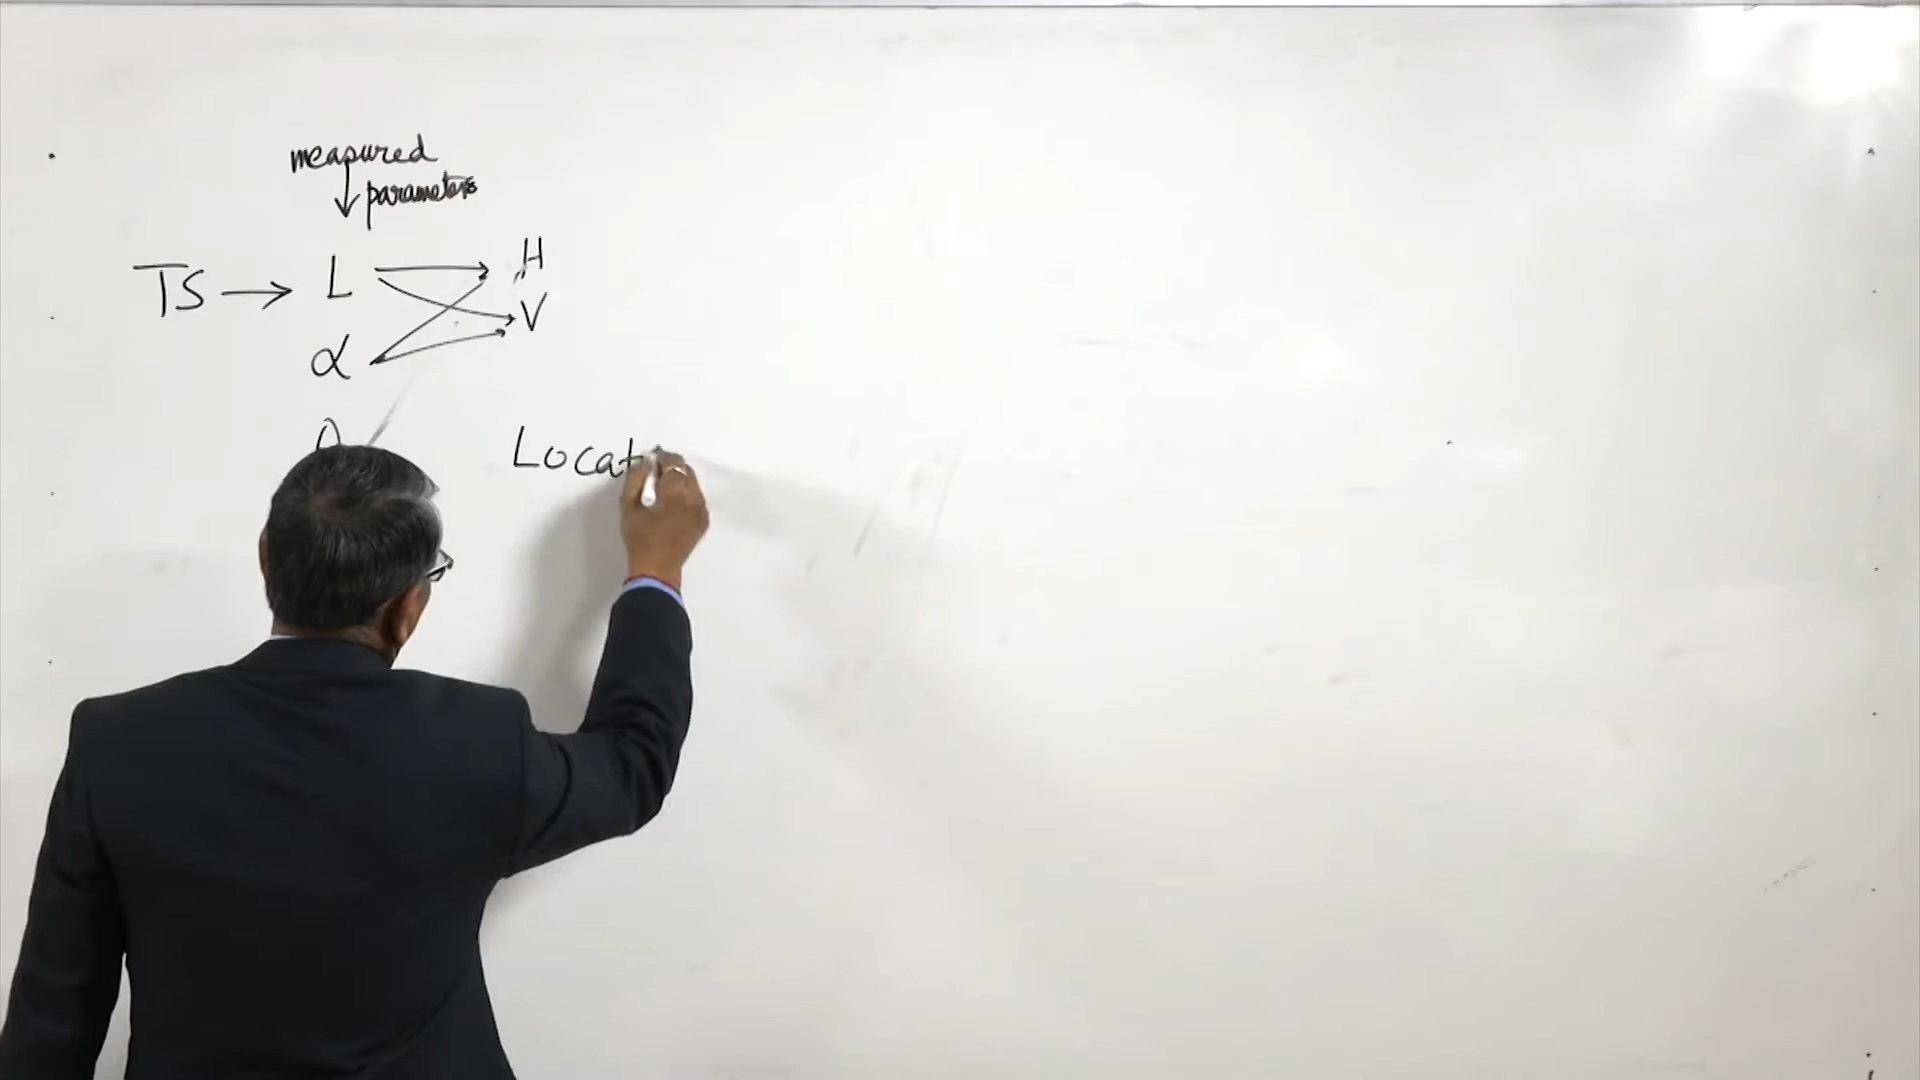 measured
parameters
TS → L H
V
α
Locat